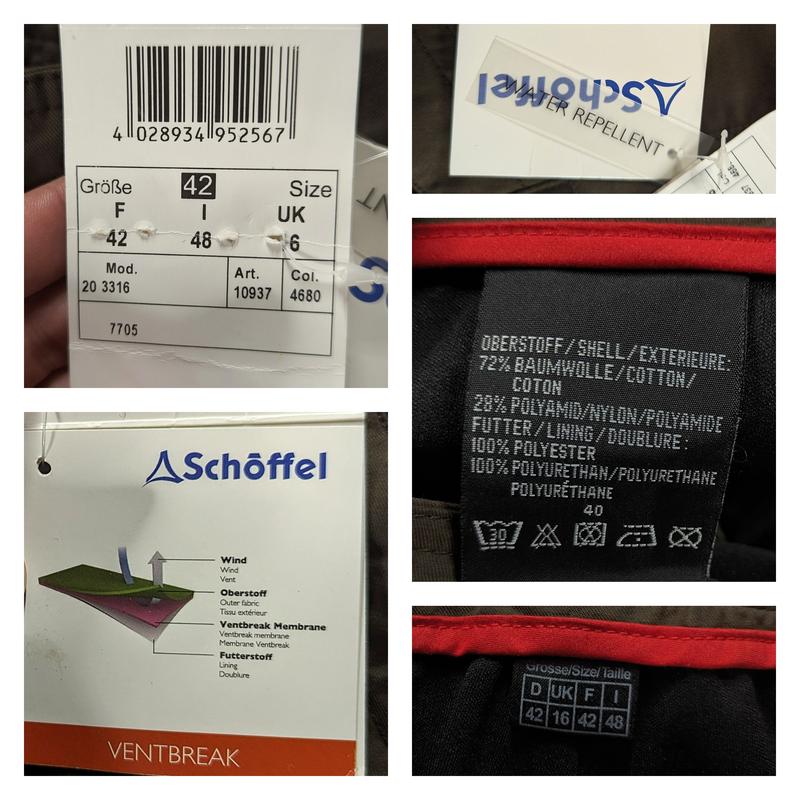 4 028934 952567
Größe 42 Size
F I UK
42 48 6
Mod. Art. Col.
20 3316 10937 4680
7705
Schöffel
WATER REPELLENT
OBERSTOFF/SHELL/EXTERIEURE:
72% BAUMWOLLE/COTTON/
COTON
28% POLYAMID/NYLON/POLYAMIDE
FUTTER/LINING/DOUBLURE:
100% POLYESTER
100% POLYURETHAN/POLYURETHANE
POLYURÉTHANE
40
30
Schöffel
Wind
Wind
Vent
Oberstoff
Outer fabric
Tissu extérieur
Ventbreak Membrane
Ventbreak membrane
Membrane Ventbreak
Futterstoff
Lining
Doublure
VENTBREAK
Grösse/Size/Taille
D UK F I
42 16 42 48